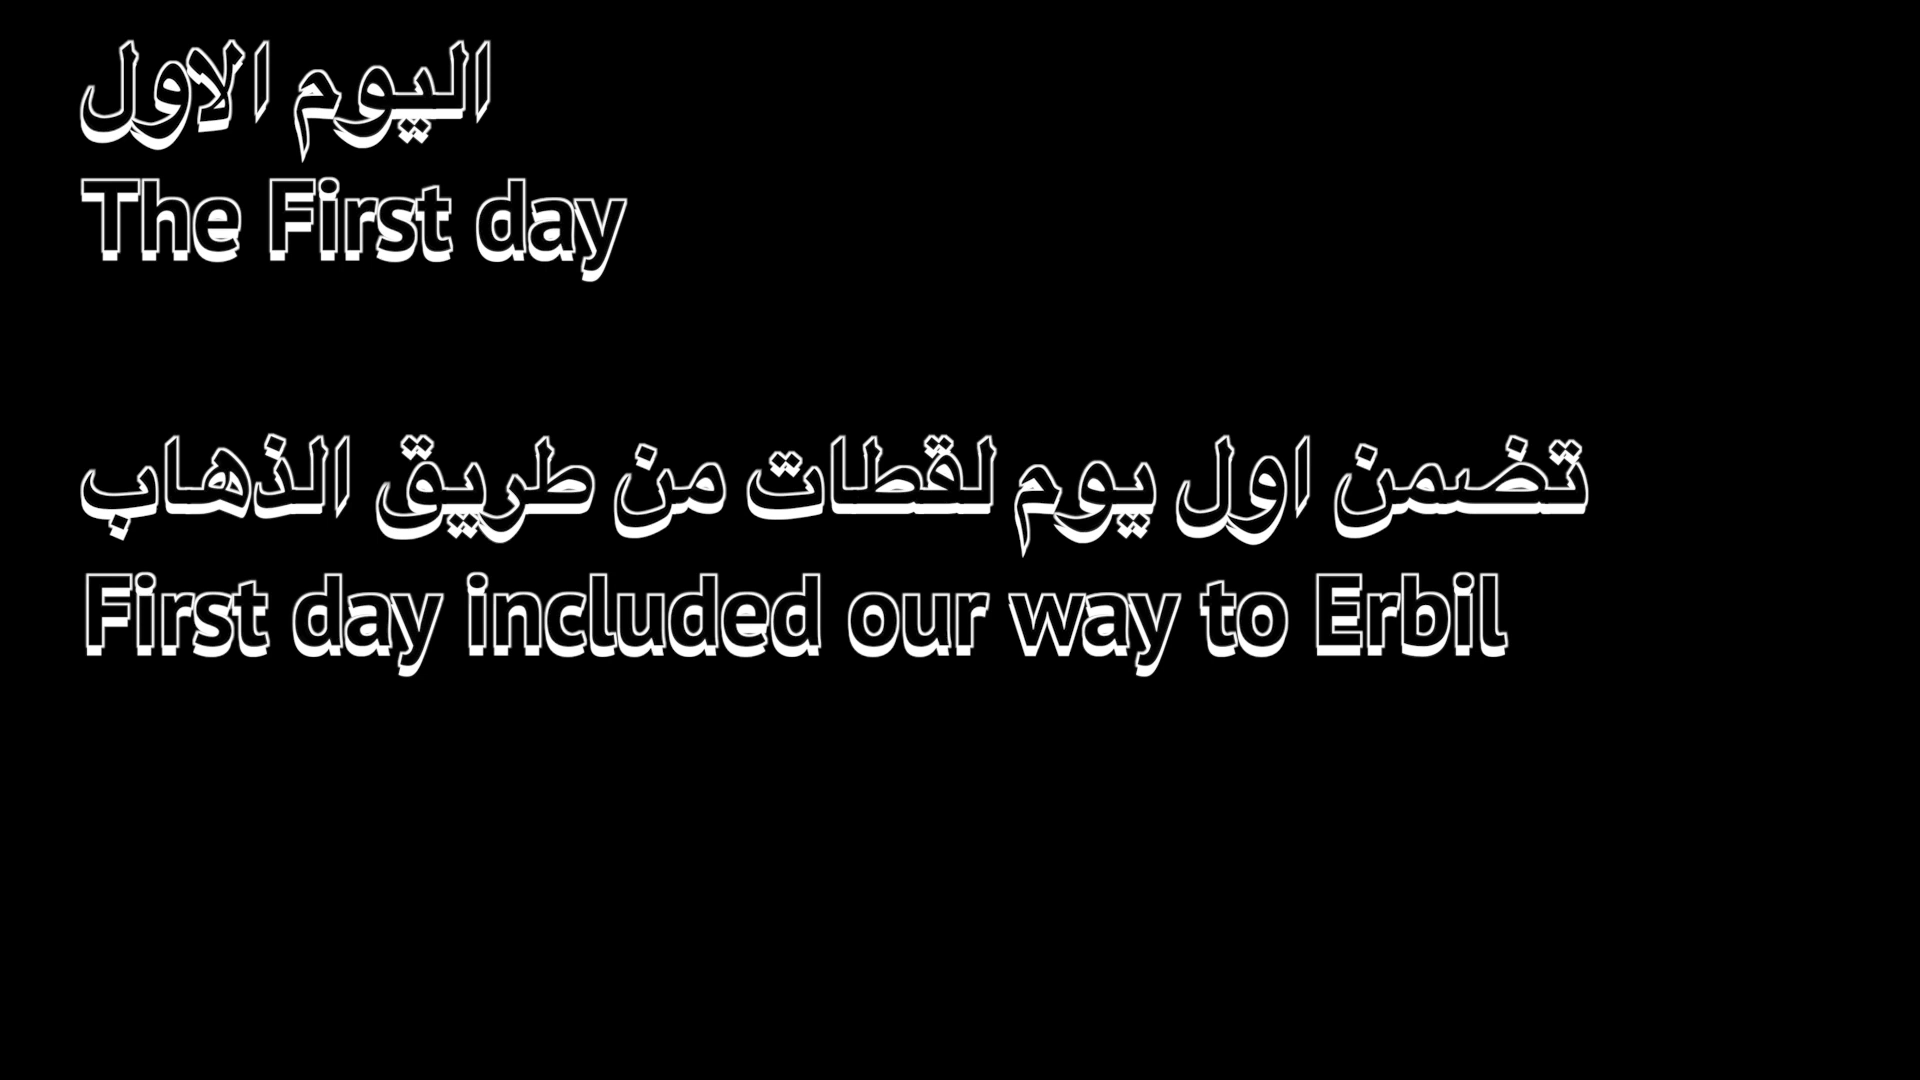 اليوم الاول
The First day
تضمن اول يوم لقطات من طريق الذهاب
First day included our way to Erbil